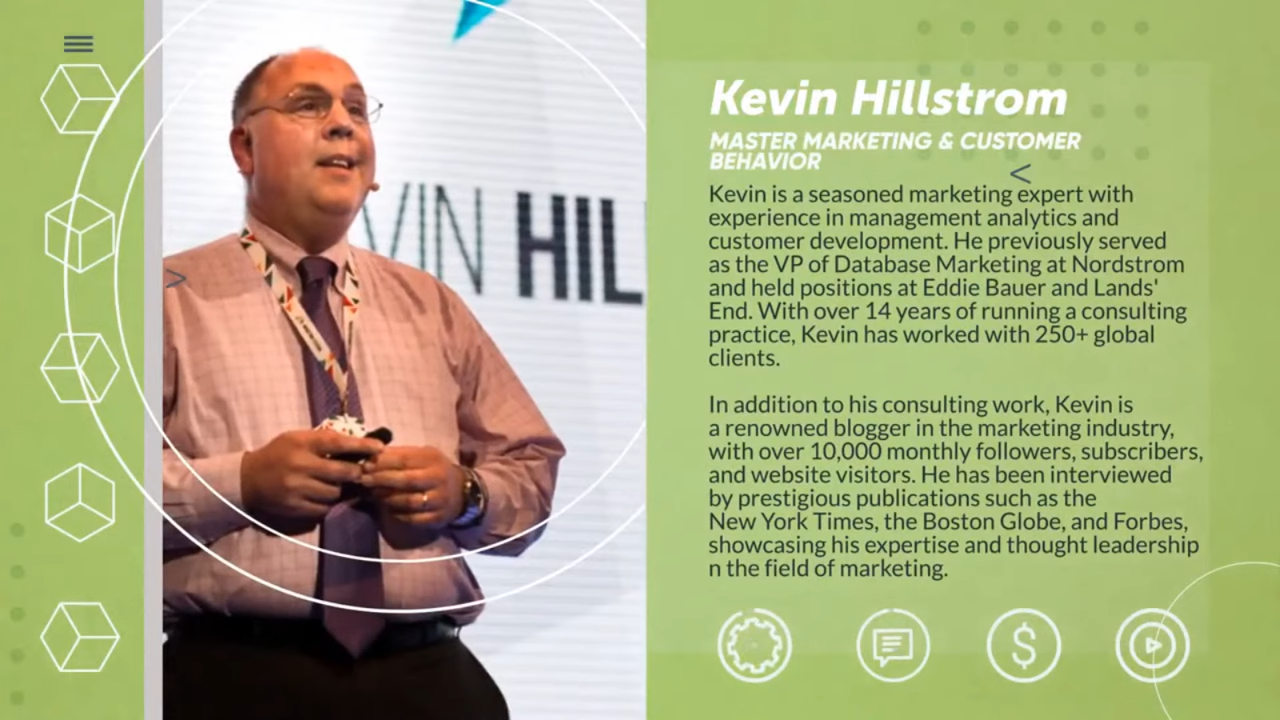 Kevin Hillstrom
MASTER MARKETING & CUSTOMER
BEHAVIOR
Kevin is a seasoned marketing expert with
experience in management analytics and
customer development. He previously served
as the VP of Database Marketing at Nordstrom
and held positions at Eddie Bauer and Lands'
End. With over 14 years of running a consulting
practice, Kevin has worked with 250+ global
clients.
In addition to his consulting work, Kevin is
a renowned blogger in the marketing industry,
with over 10,000 monthly followers, subscribers,
and website visitors. He has been interviewed
by prestigious publications such as the
New York Times, the Boston Globe, and Forbes,
showcasing his expertise and thought leadership
n the field of marketing.
VIN HIL